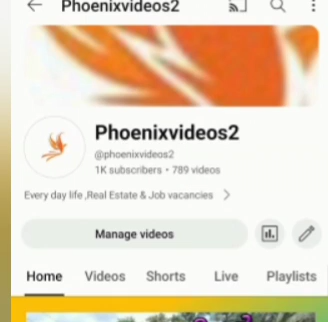 Phoenixvideos2
Phoenixvideos2
@phoenixvideos2
1K subscribers • 789 videos
Every day life ,Real Estate & Job vacancies
Manage videos
Home Videos Shorts Live Playlists